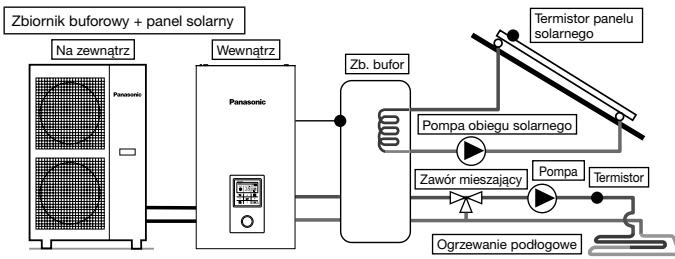 Zbiornik buforowy + panel solarny
Na zewnątrz
Wewnątrz
Zb. bufor
Termistor panelu
solarnego
Panasonic
Panasonic
Pompa obiegu solarnego
Zawór mieszający
Pompa
Termistor
Ogrzewanie podłogowe